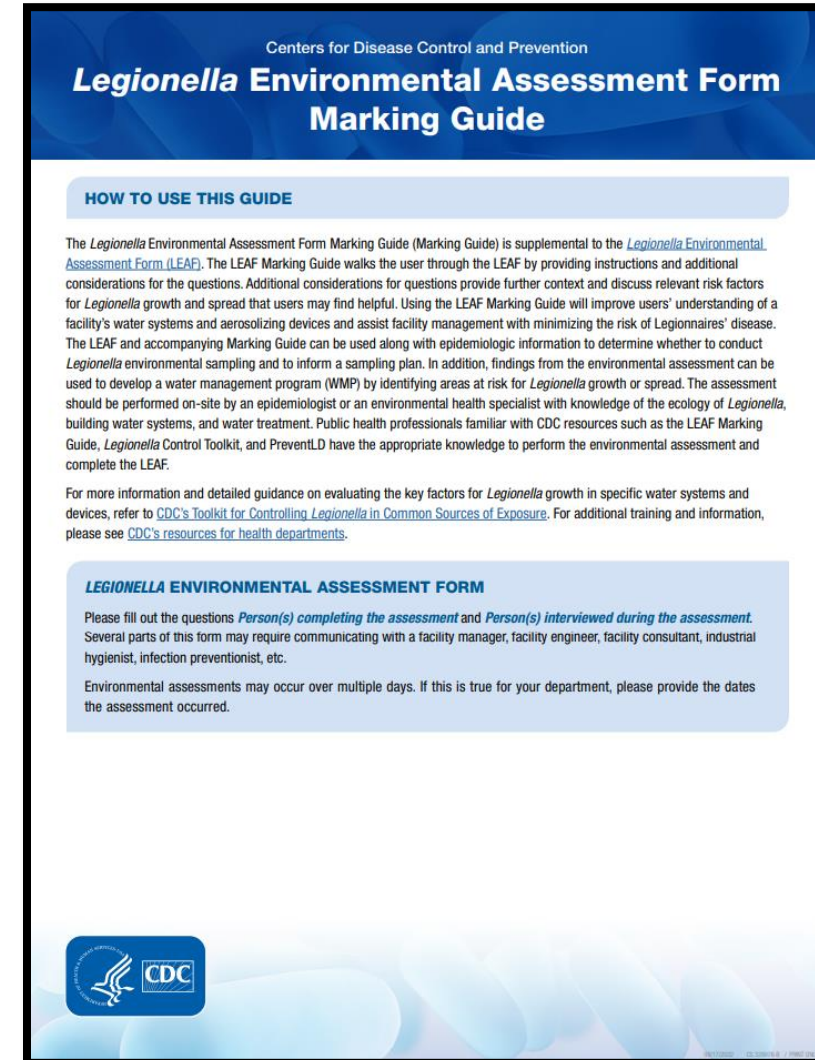 Centers for Disease Control and Prevention
Legionella Environmental Assessment Form
Marking Guide
HOW TO USE THIS GUIDE
The Legionella Environmental Assessment Form Marking Guide (Marking Guide) is supplemental to the Legionella Environmental
Assessment Form (LEAF). The LEAF Marking Guide walks the user through the LEAF by providing instructions and additional
considerations for the questions. Additional considerations for questions provide further context and discuss relevant risk factors
for Legionella growth and spread that users may find helpful. Using the LEAF Marking Guide will improve users' understanding of a
facility's water systems and aerosolizing devices and assist facility management with minimizing the risk of Legionnaires' disease.
The LEAF and accompanying Marking Guide can be used along with epidemiologic information to determine whether to conduct
Legionella environmental sampling and to inform a sampling plan. In addition, findings from the environmental assessment can be
used to develop a water management program (WMP) by identifying areas at risk for Legionella growth or spread. The assessment
should be performed on-site by an epidemiologist or an environmental health specialist with knowledge of the ecology of Legionella,
building water systems, and water treatment. Public health professionals familiar with CDC resources such as the LEAF Marking
Guide, Legionella Control Toolkit, and PreventLD have the appropriate knowledge to perform the environmental assessment and
complete the LEAF.
For more information and detailed guidance on evaluating the key factors for Legionella growth in specific water systems and
devices, refer to CDC's Toolkit for Controlling Legionella in Common Sources of Exposure. For additional training and information,
please see CDC's resources for health departments.
LEGIONELLA ENVIRONMENTAL ASSESSMENT FORM
Please fill out the questions Person(s) completing the assessment and Person(s) interviewed during the assessment.
Several parts of this form may require communicating with a facility manager, facility engineer, facility consultant, industrial
hygienist, infection preventionist, etc.
Environmental assessments may occur over multiple days. If this is true for your department, please provide the dates
the assessment occurred.
CDC